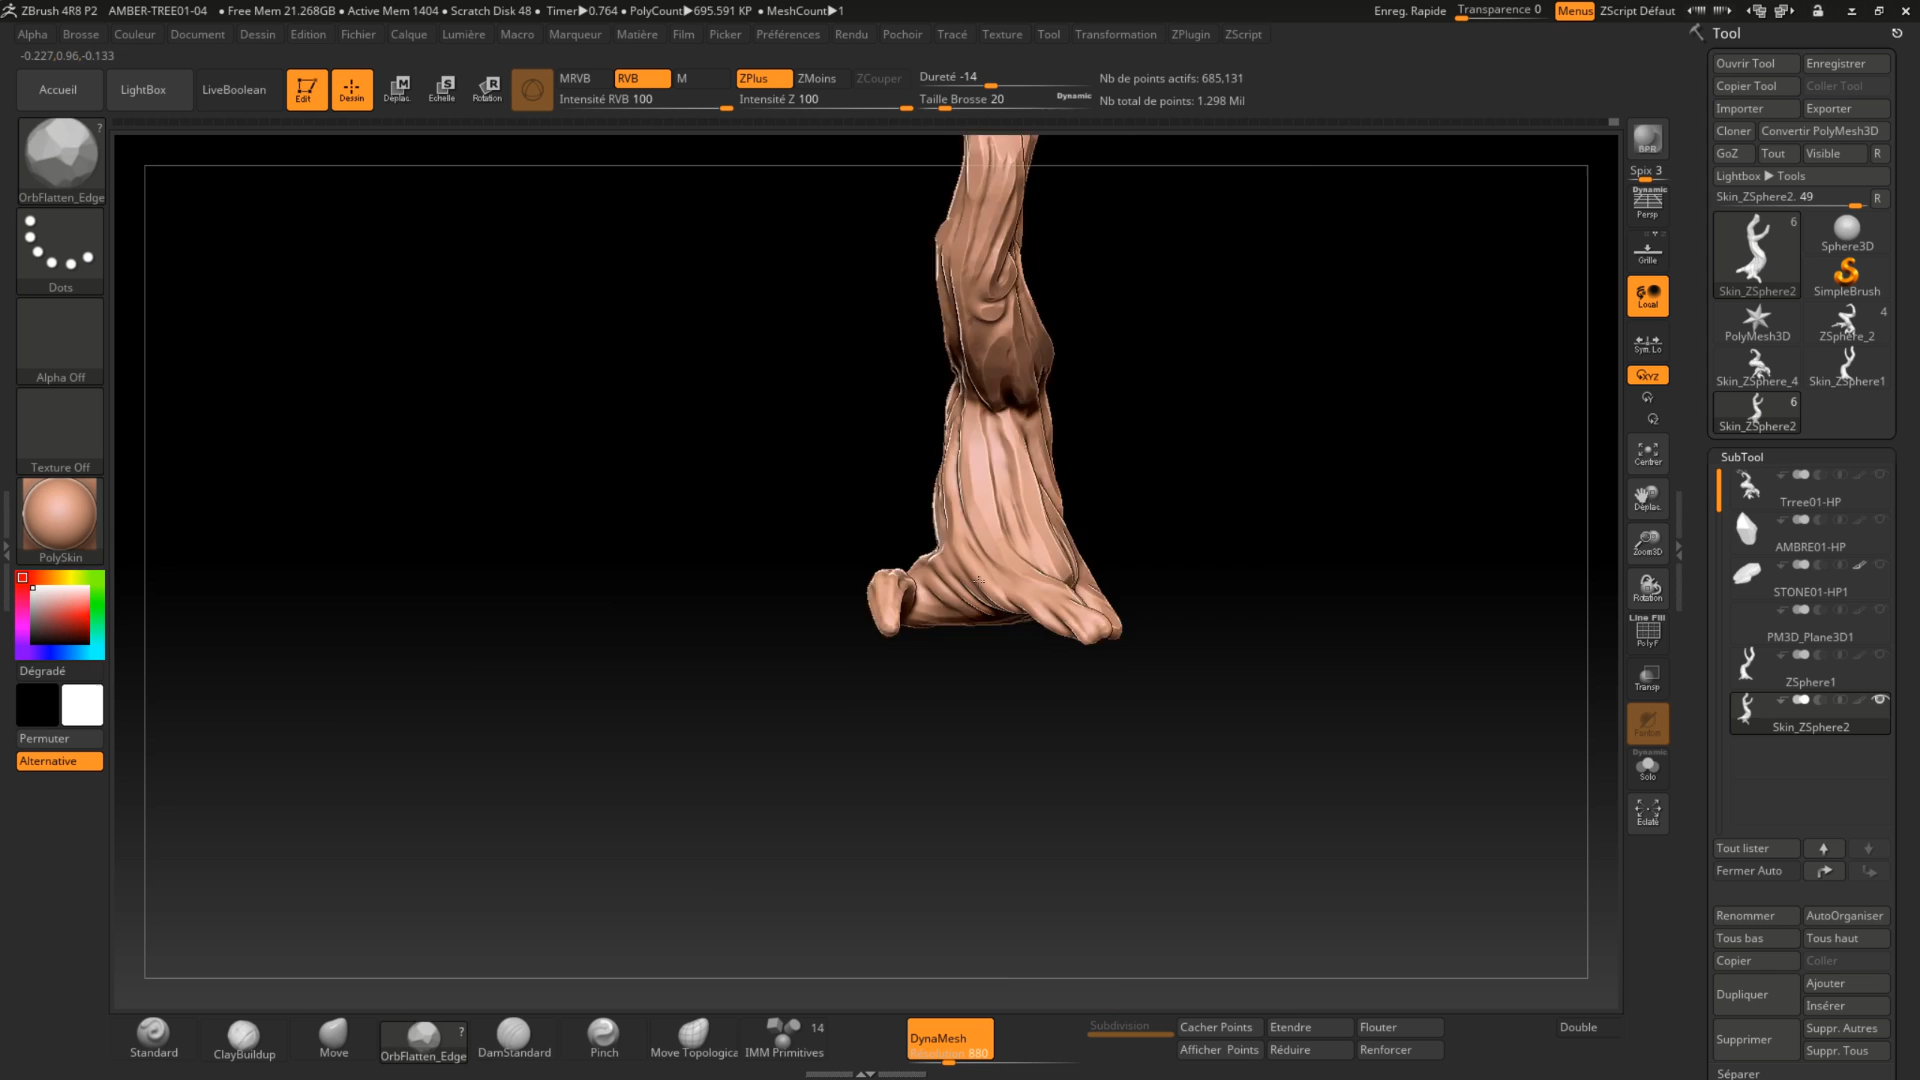 ZBrush 4R8 P2 AMBER-TREE01-04 • Free Mem 21.268GB • Active Mem 1404 • Scratch Disk 48 • Timer▶0.764 • PolyCount▶695.591 KP • MeshCount▶1 Enreg. Rapide Transparence 0 Menus ZScript Défaut
Alpha Brosse Couleur Document Dessin Edition Fichier Calque Lumière Macro Marqueur Matière Film Picker Préférences Rendu Pochoir Tracé Texture Tool Transformation ZPlugin ZScript
-0.227,0.96,-0.133
Accueil LightBox LiveBoolean Edit Dessin Deplac. Echelle Rotation
MRVB RVB M ZPlus ZMoins ZCouper Dureté -14 Nb de points actifs: 685,131
Intensité RVB 100 Intensité Z 100 Taille Brosse 20 Dynamic Nb total de points: 1.298 Mil
?
OrbFlatten_Edge
Dots
Alpha Off
Texture Off
PolySkin
Dégradé
Permuter
Alternative
BPR
Spix 3
Dynamic
Persp
Grille
Local
Sym. Lo
XYZ
Y
Z
Centrer
Deplac.
Zoom3D
Rotation
Line Fill
PolyF
Transp
Dynamic
Solo
Eclaté
Tool
Ouvrir Tool Enregistrer
Copier Tool Coller Tool
Importer Exporter
Cloner Convertir PolyMesh3D
GoZ Tout Visible R
Lightbox ▶ Tools
Skin_ZSphere2. 49 R
6
Sphere3D
Skin_ZSphere2 SimpleBrush
4
PolyMesh3D ZSphere_2
Skin_ZSphere_4 Skin_ZSphere1
6
Skin_ZSphere2
SubTool
Trree01-HP
AMBRE01-HP
STONE01-HP1
PM3D_Plane3D1
ZSphere1
Skin_ZSphere2
Tout lister
Fermer Auto
Renommer AutoOrganiser
Tous bas Tous haut
Copier Coller
Dupliquer Ajouter
Insérer
Supprimer Suppr. Autres
Suppr. Tous
Séparer
Standard ClayBuildup Move ? OrbFlatten_Edge DamStandard Pinch Move Topologica 14 IMM Primitives
DynaMesh
Résolution 880
Subdivision Cacher Points Etendre Flouter Double
Afficher Points Réduire Renforcer